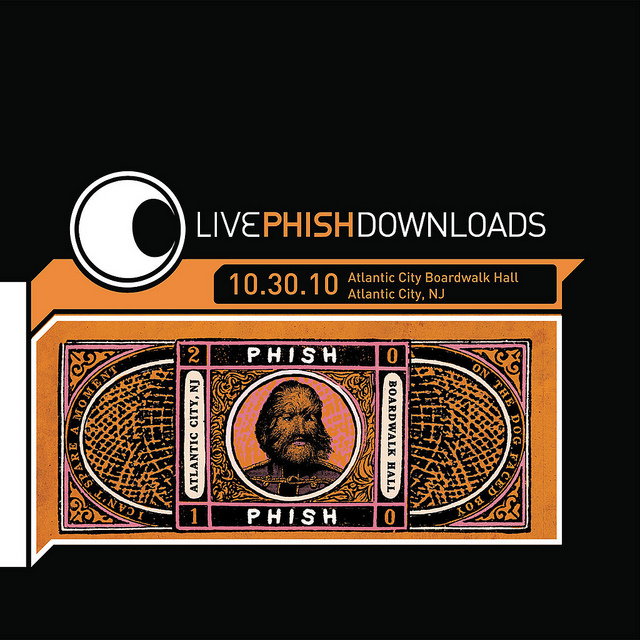 LIVEPHISHDOWNLOADS
10.30.10
Atlantic City Boardwalk Hall
Atlantic City, NJ
2 PHISH 0
I CAN'T SPARE A MOMENT
ATLANTIC CITY, NJ
BOARDWALK HALL
ON THE FUR FACED BOY
1 PHISH 0